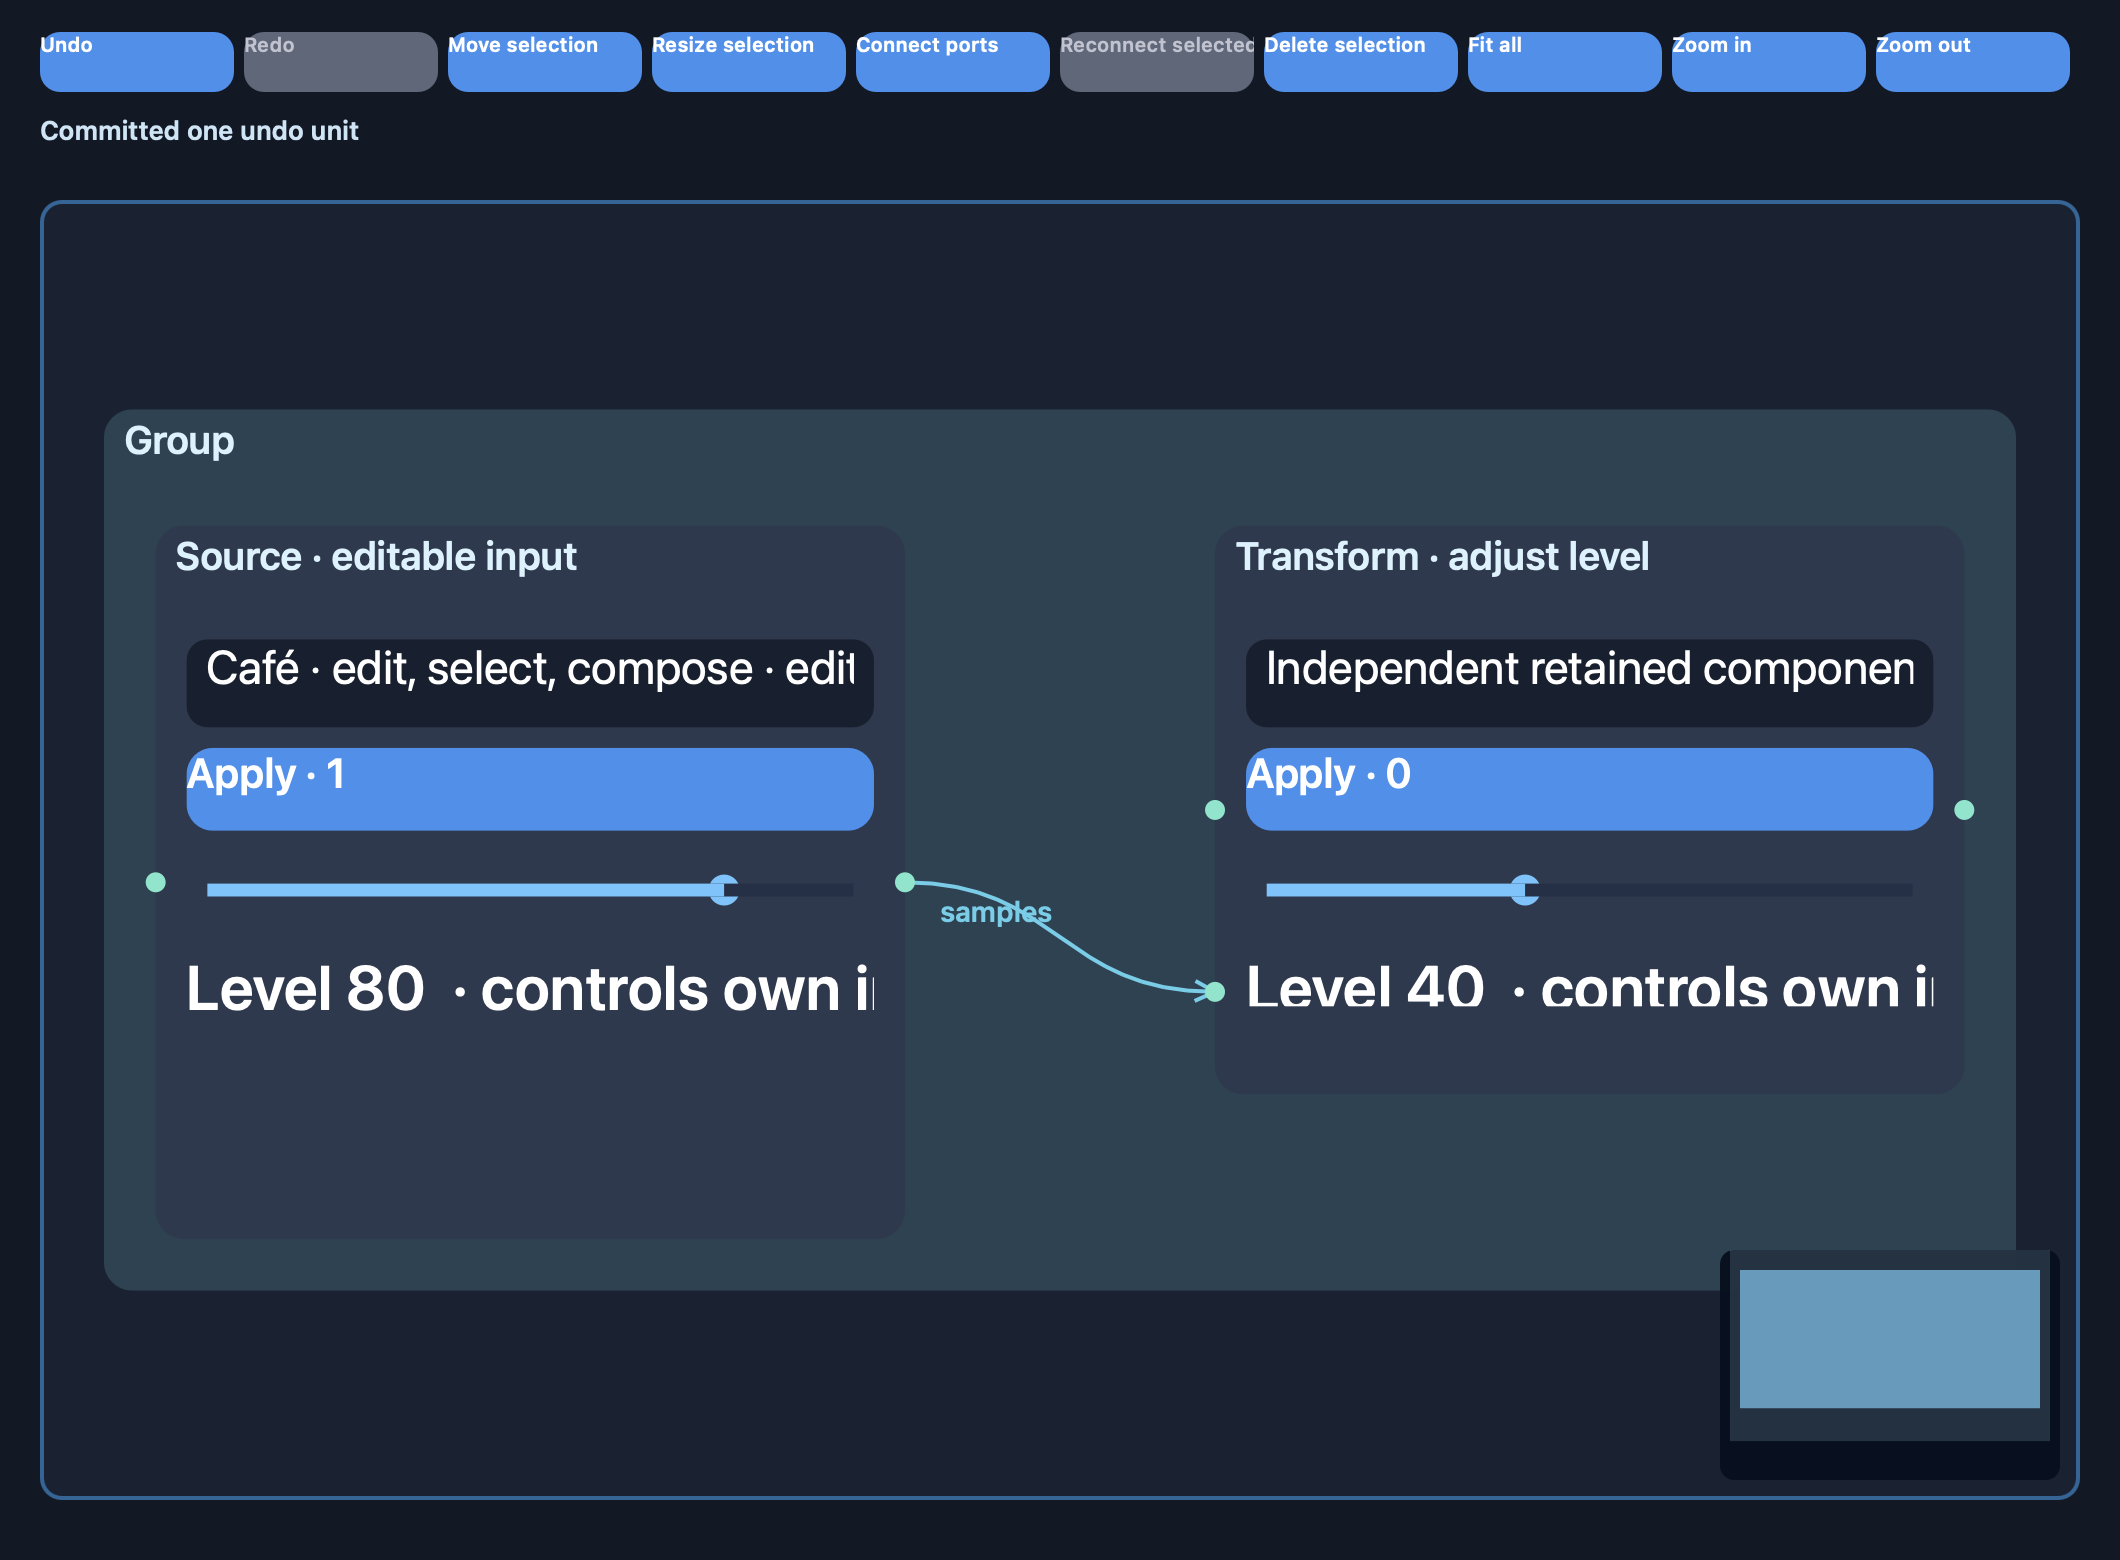 Undo
Redo
Move selection
Resize selection
Connect ports
Reconnect selected
Delete selection
Fit all
Zoom in
Zoom out
Committed one undo unit
Group
Source · editable input
Café · edit, select, compose · edit
Apply · 1
Level 80 · controls own
samples
Transform · adjust level
Independent retained componen
Apply · 0
Level 40 · controls own